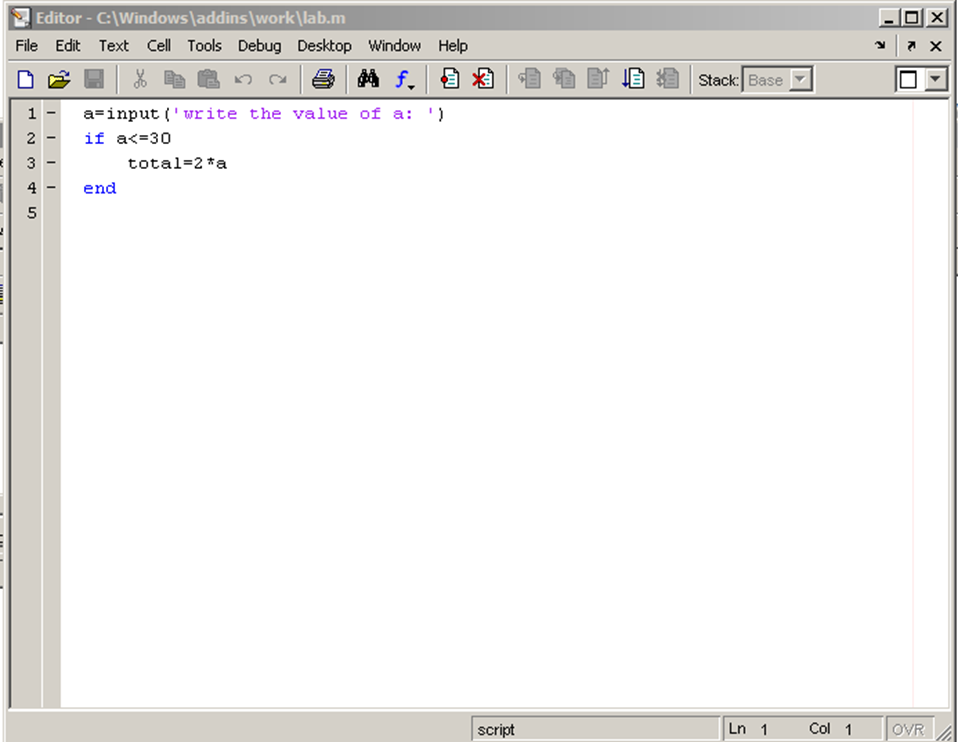 Editor - C:\Windows\addins\work\lab.m
File Edit Text Cell Tools Debug Desktop Window Help
Stack: Base
1 - a=input('write the value of a: ')
2 - if a<=30
3 - total=2*a
4 - end
5
script Ln 1 Col 1 OVR